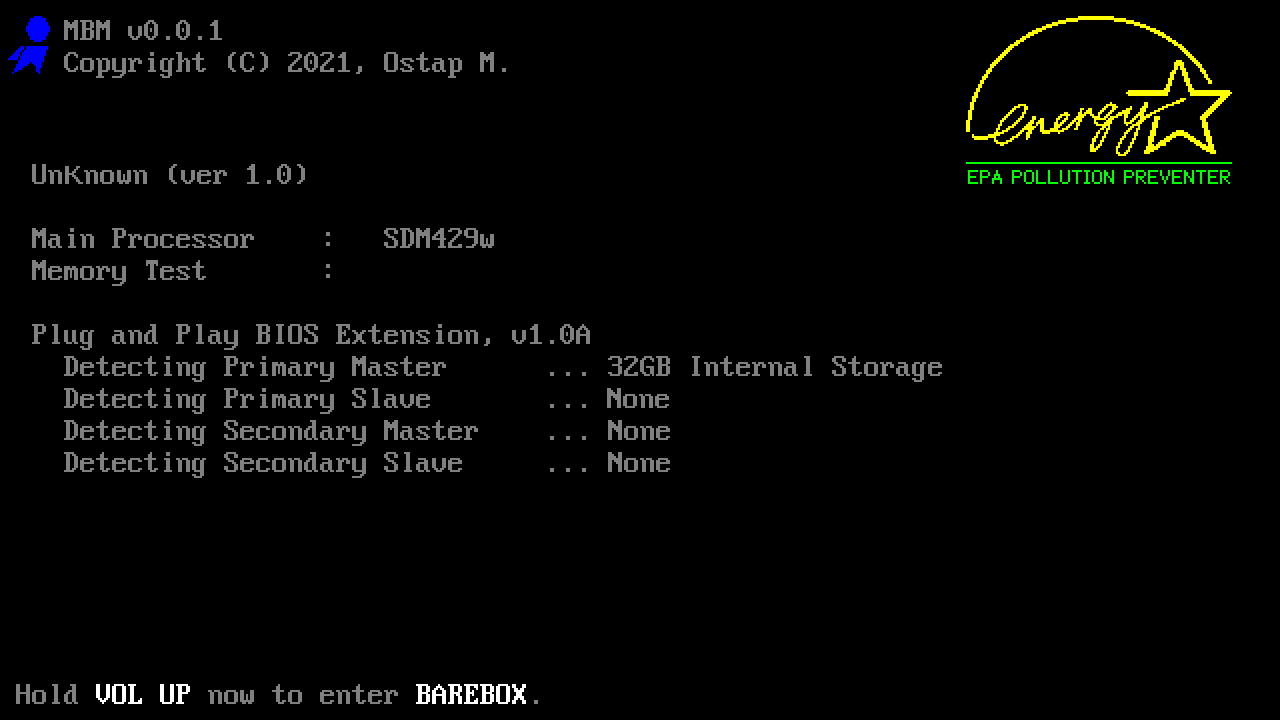 MBM v0.0.1
Copyright (C) 2021, Ostap M.
energy
EPA POLLUTION PREVENTER
UnKnown (ver 1.0)
Main Processor : SDM429w
Memory Test :
Plug and Play BIOS Extension, v1.0A
Detecting Primary Master ... 32GB Internal Storage
Detecting Primary Slave ... None
Detecting Secondary Master ... None
Detecting Secondary Slave ... None
Hold VOL UP now to enter BAREBOX.